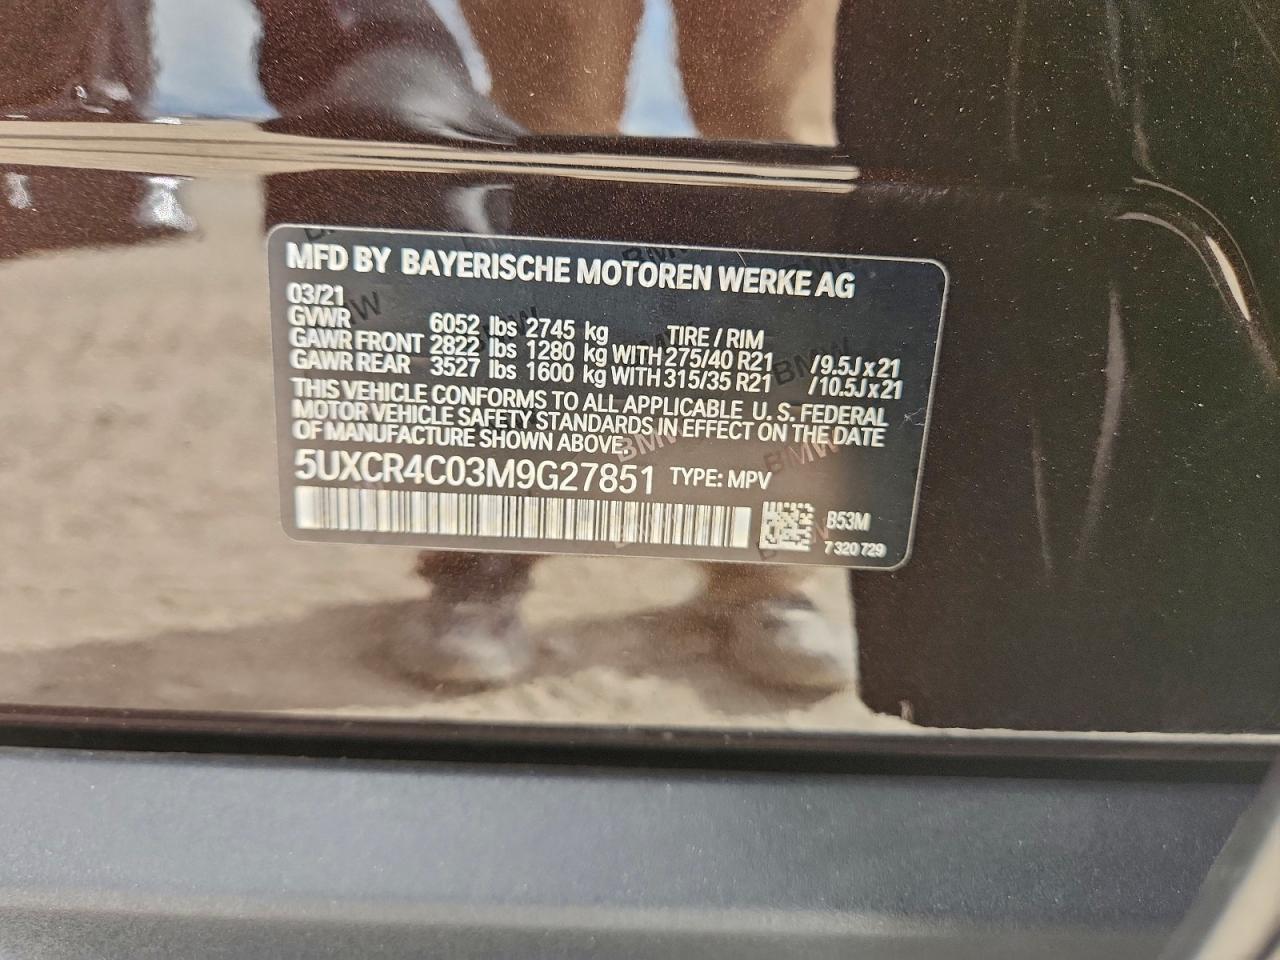 MFD BY BAYERISCHE MOTOREN WERKE AG
03/21
GVWR 6052 lbs 2745 kg TIRE / RIM
GAWR FRONT 2822 lbs 1280 kg WITH 275/40 R21 /9.5J x 21
GAWR REAR 3527 lbs 1600 kg WITH 315/35 R21 /10.5J x 21
THIS VEHICLE CONFORMS TO ALL APPLICABLE U. S. FEDERAL
MOTOR VEHICLE SAFETY STANDARDS IN EFFECT ON THE DATE
OF MANUFACTURE SHOWN ABOVE.
5UXCR4C03M9G27851 TYPE: MPV
B53M
7 320 729